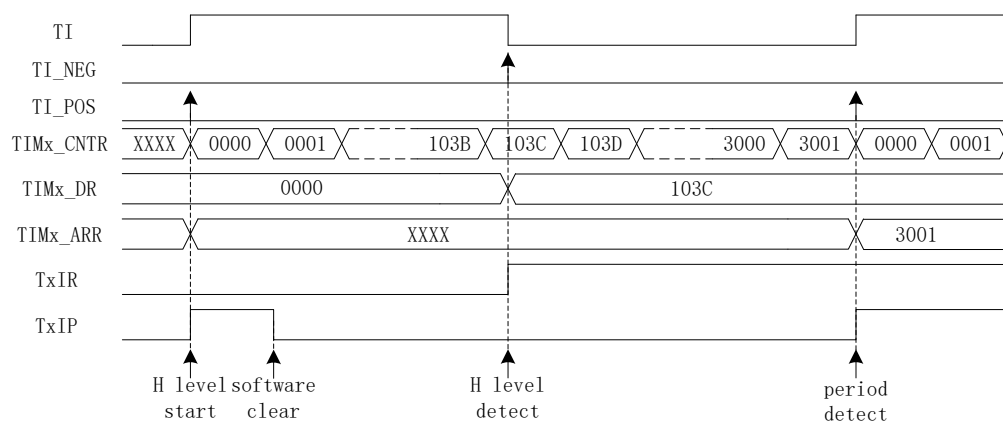 TI
TI_NEG
TI_POS
TIMx_CNTR XXXX 0000 0001 103B 103C 103D 3000 3001 0000 0001
TIMx_DR 0000 103C
TIMx_ARR XXXX 3001
TxIR
TxIP
H level start
software clear
H level detect
period detect